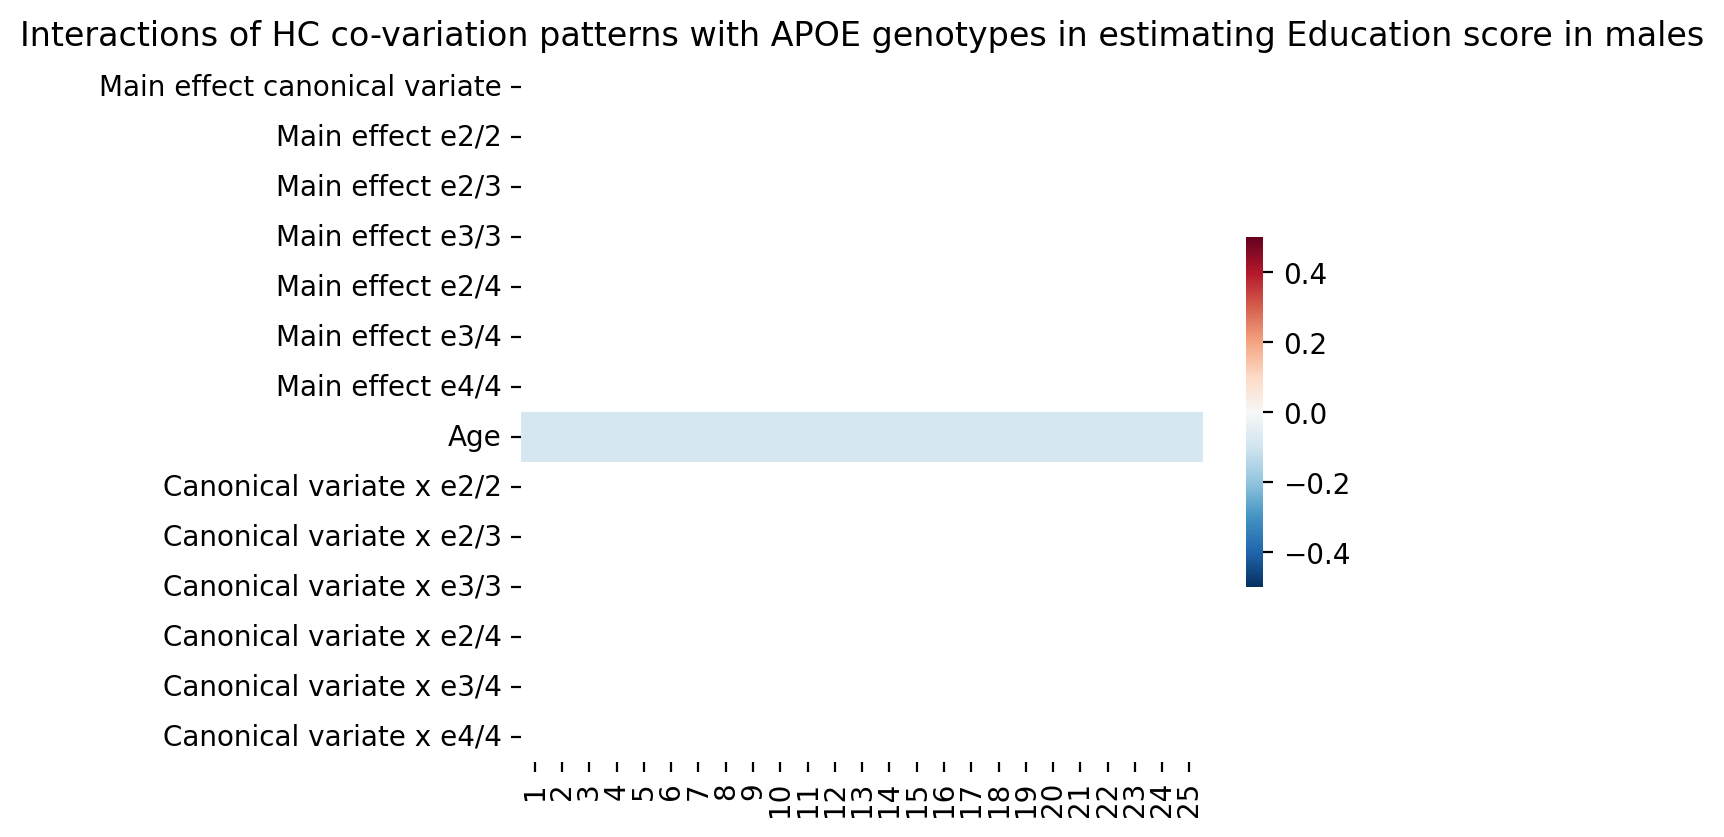 Interactions of HC co-variation patterns with APOE genotypes in estimating Education score in males
Main effect canonical variate
Main effect e2/2
Main effect e2/3
Main effect e3/3
Main effect e2/4
Main effect e3/4
Main effect e4/4
Age
Canonical variate x e2/2
Canonical variate x e2/3
Canonical variate x e3/3
Canonical variate x e2/4
Canonical variate x e3/4
Canonical variate x e4/4
1 2 3 4 5 6 7 8 9 10 11 12 13 14 15 16 17 18 19 20 21 22 23 24 25
0.4
0.2
0.0
−0.2
−0.4